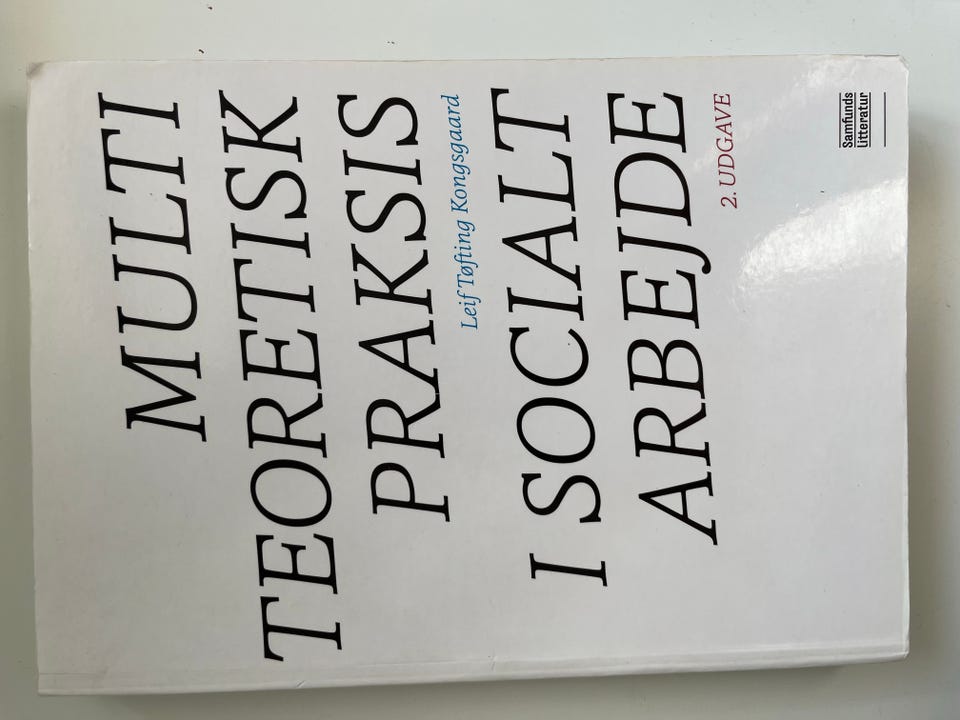 MULTI
TEORETISK
PRAKSIS
Leif Tøfting Kongsgaard
I SOCIALT
ARBEJDE
2. UDGAVE
Samfunds
litteratur